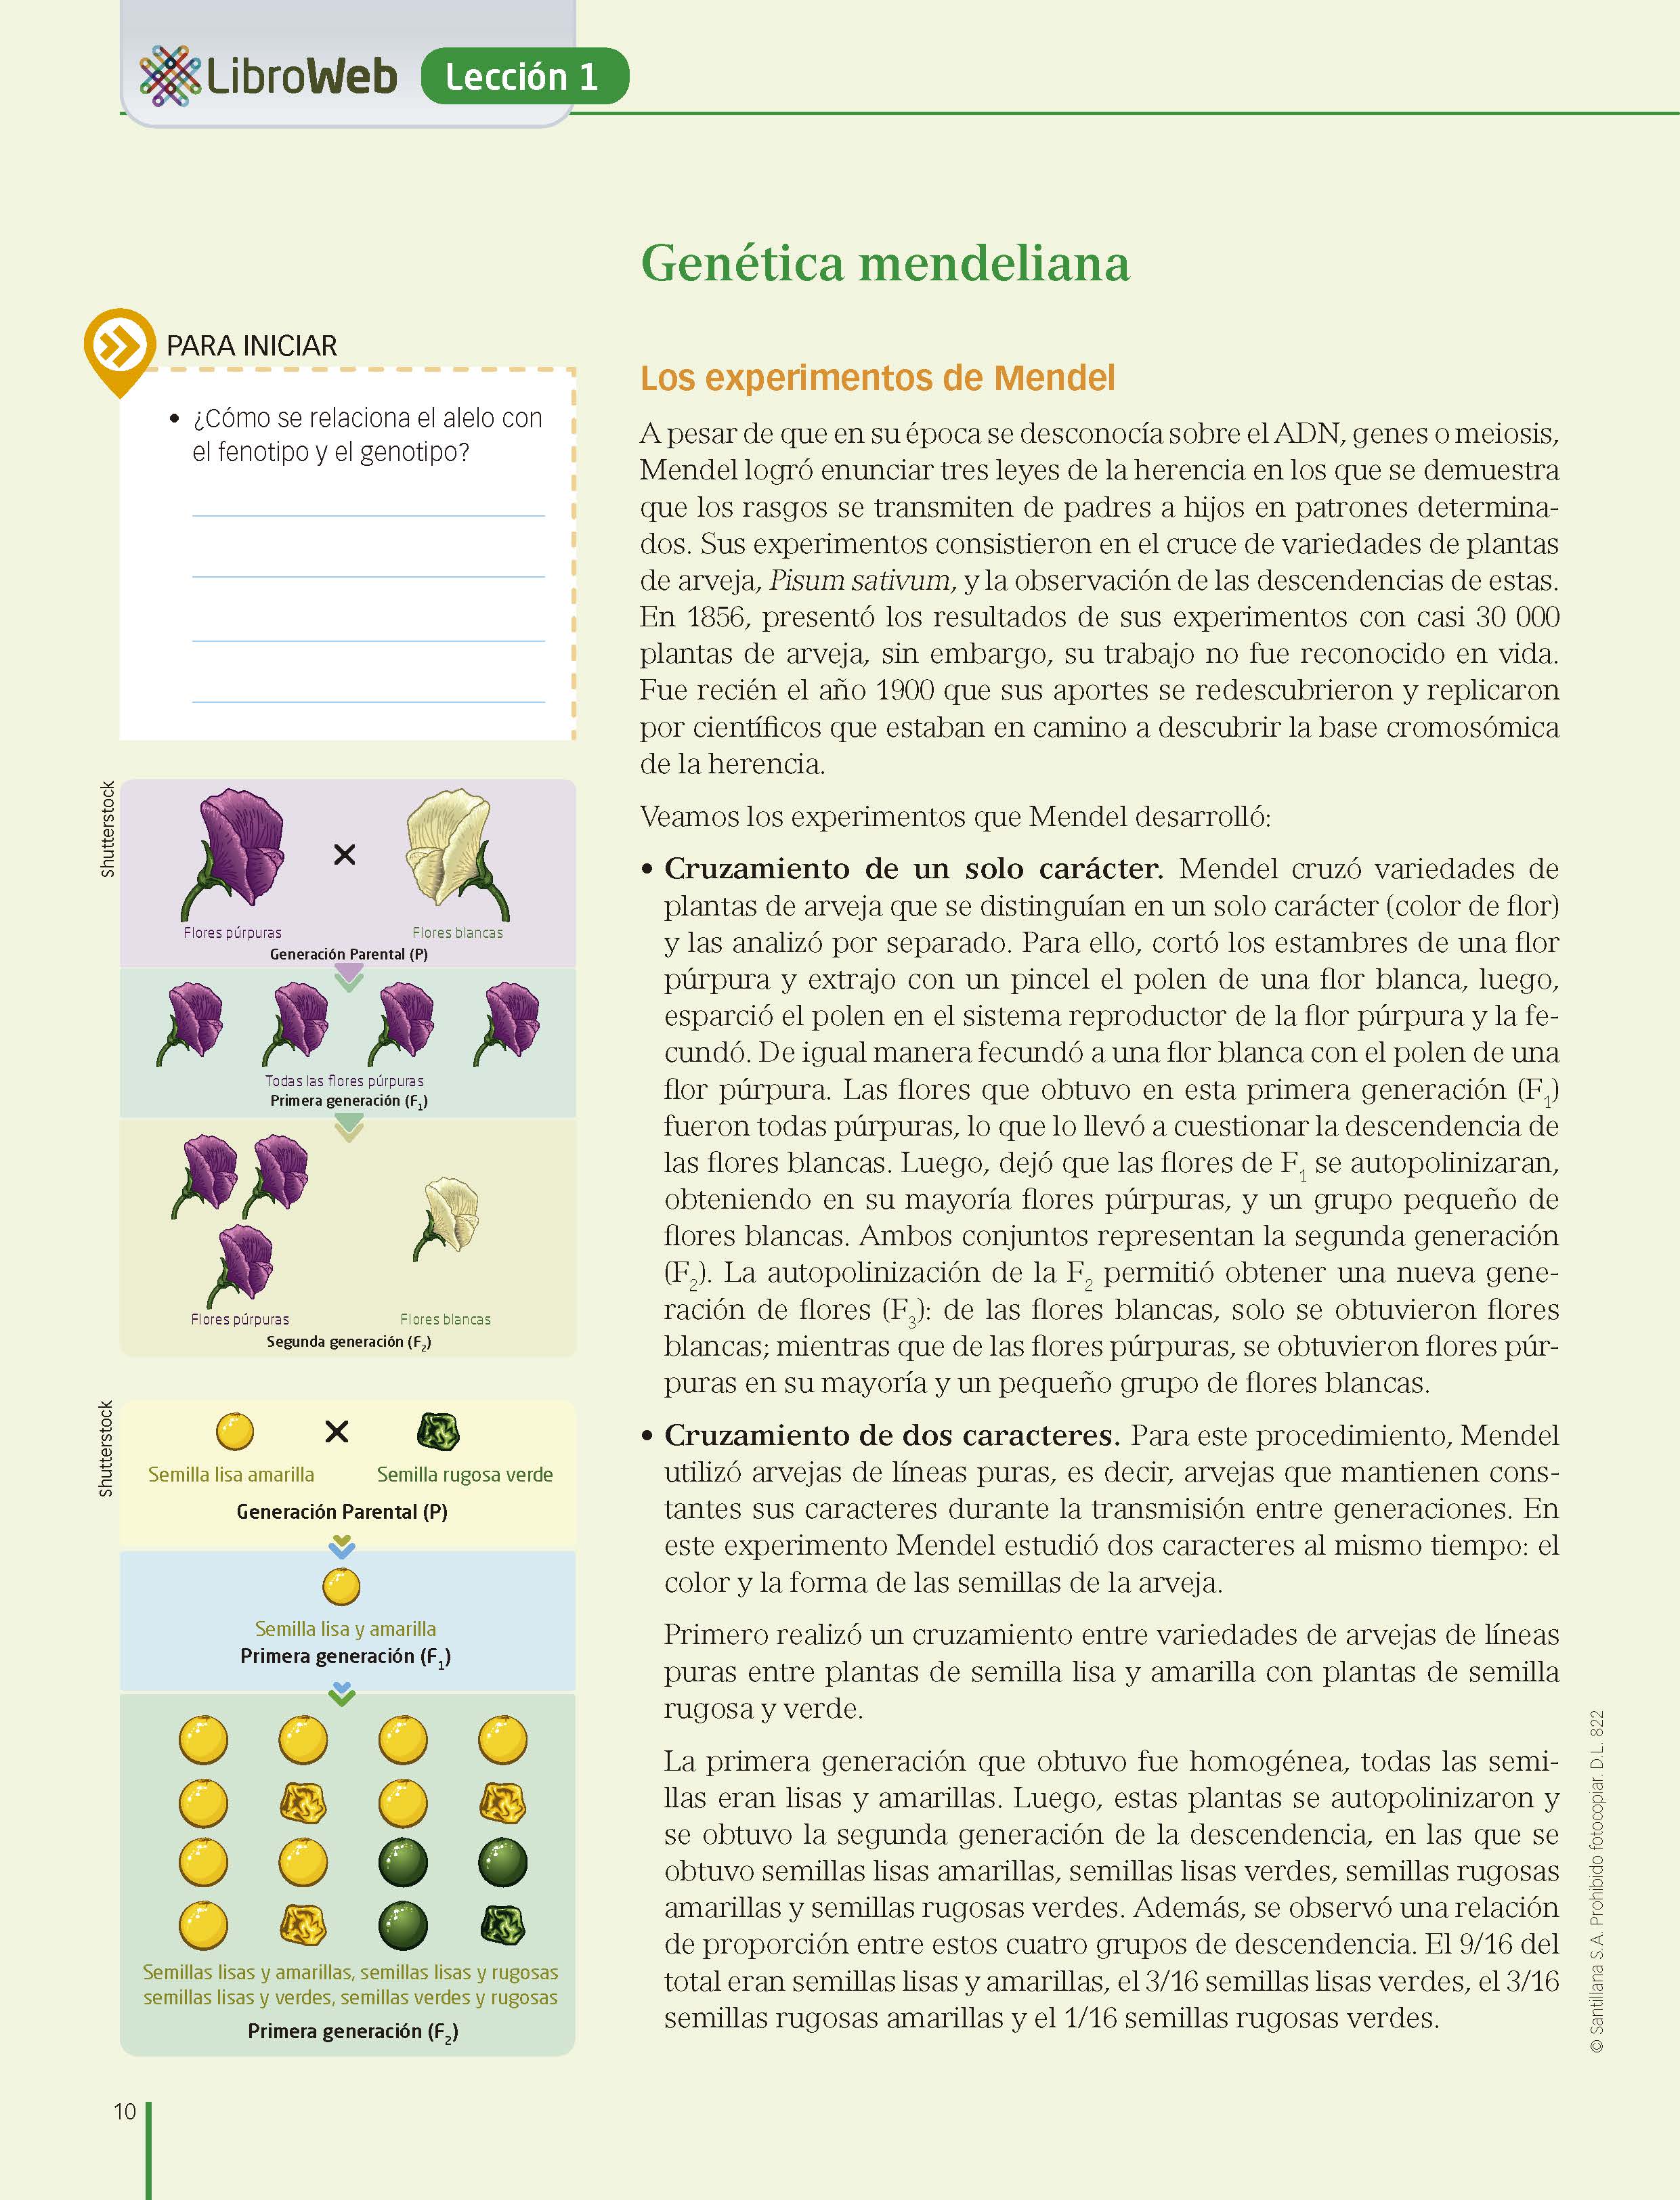 LibroWeb Lección 1
Genética mendeliana
PARA INICIAR
• ¿Cómo se relaciona el alelo con
el fenotipo y el genotipo?
Shutterstock
Flores púrpuras
Flores blancas
Generación Parental (P)
Todas las flores púrpuras
Primera generación (F1)
Flores púrpuras
Flores blancas
Segunda generación (F2)
Shutterstock
Semilla lisa amarilla
Semilla rugosa verde
Generación Parental (P)
Semilla lisa y amarilla
Primera generación (F1)
Semillas lisas y amarillas, semillas lisas y rugosas
semillas lisas y verdes, semillas verdes y rugosas
Primera generación (F2)
Los experimentos de Mendel
A pesar de que en su época se desconocía sobre el ADN, genes o meiosis,
Mendel logró enunciar tres leyes de la herencia en los que se demuestra
que los rasgos se transmiten de padres a hijos en patrones determina-
dos. Sus experimentos consistieron en el cruce de variedades de plantas
de arveja, Pisum sativum, y la observación de las descendencias de estas.
En 1856, presentó los resultados de sus experimentos con casi 30 000
plantas de arveja, sin embargo, su trabajo no fue reconocido en vida.
Fue recién el año 1900 que sus aportes se redescubrieron y replicaron
por científicos que estaban en camino a descubrir la base cromosómica
de la herencia.
Veamos los experimentos que Mendel desarrolló:
• Cruzamiento de un solo carácter. Mendel cruzó variedades de
plantas de arveja que se distinguían en un solo carácter (color de flor)
y las analizó por separado. Para ello, cortó los estambres de una flor
púrpura y extrajo con un pincel el polen de una flor blanca, luego,
esparció el polen en el sistema reproductor de la flor púrpura y la fe-
cundó. De igual manera fecundó a una flor blanca con el polen de una
flor púrpura. Las flores que obtuvo en esta primera generación (F1)
fueron todas púrpuras, lo que lo llevó a cuestionar la descendencia de
las flores blancas. Luego, dejó que las flores de F1 se autopolinizaran,
obteniendo en su mayoría flores púrpuras, y un grupo pequeño de
flores blancas. Ambos conjuntos representan la segunda generación
(F2). La autopolinización de la F2 permitió obtener una nueva gene-
ración de flores (F3): de las flores blancas, solo se obtuvieron flores
blancas; mientras que de las flores púrpuras, se obtuvieron flores púr-
puras en su mayoría y un pequeño grupo de flores blancas.
• Cruzamiento de dos caracteres. Para este procedimiento, Mendel
utilizó arvejas de líneas puras, es decir, arvejas que mantienen cons-
tantes sus caracteres durante la transmisión entre generaciones. En
este experimento Mendel estudió dos caracteres al mismo tiempo: el
color y la forma de las semillas de la arveja.
Primero realizó un cruzamiento entre variedades de arvejas de líneas
puras entre plantas de semilla lisa y amarilla con plantas de semilla
rugosa y verde.
La primera generación que obtuvo fue homogénea, todas las semi-
llas eran lisas y amarillas. Luego, estas plantas se autopolinizaron y
se obtuvo la segunda generación de la descendencia, en las que se
obtuvo semillas lisas amarillas, semillas lisas verdes, semillas rugosas
amarillas y semillas rugosas verdes. Además, se observó una relación
de proporción entre estos cuatro grupos de descendencia. El 9/16 del
total eran semillas lisas y amarillas, el 3/16 semillas lisas verdes, el 3/16
semillas rugosas amarillas y el 1/16 semillas rugosas verdes.
© Santillana S.A. Prohibido fotocopiar. D.L. 822
10